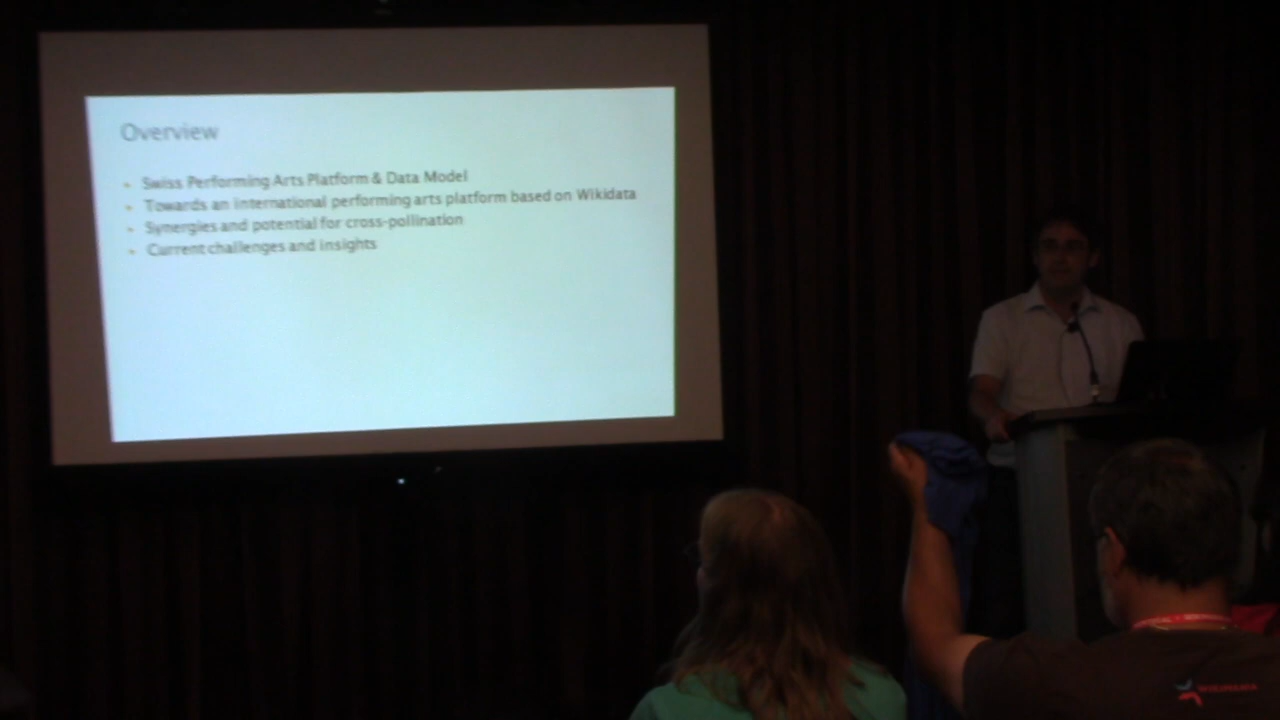 Overview
Swiss Performing Arts Platform & Data Model
Towards an international performing arts platform based on Wikidata
Synergies and potential for cross-pollination
Current challenges and insights